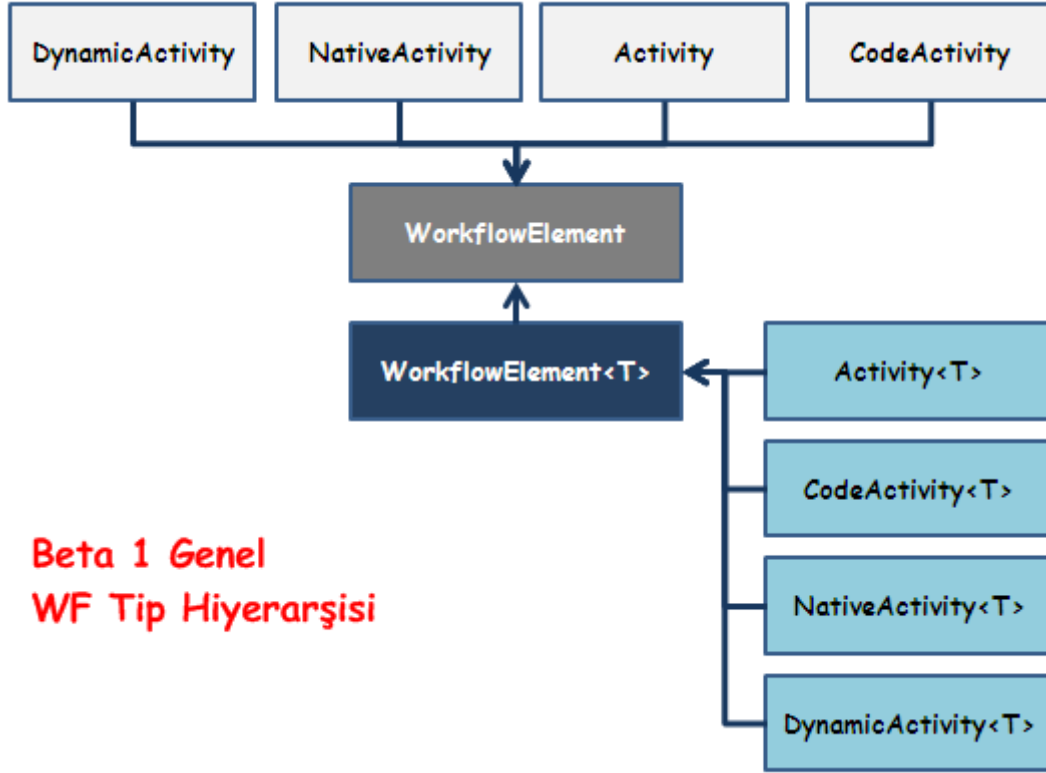 DynamicActivity
NativeActivity
Activity
CodeActivity
WorkflowElement
WorkflowElement<T>
Activity<T>
CodeActivity<T>
NativeActivity<T>
DynamicActivity<T>
Beta 1 Genel
WF Tip Hiyerarşisi